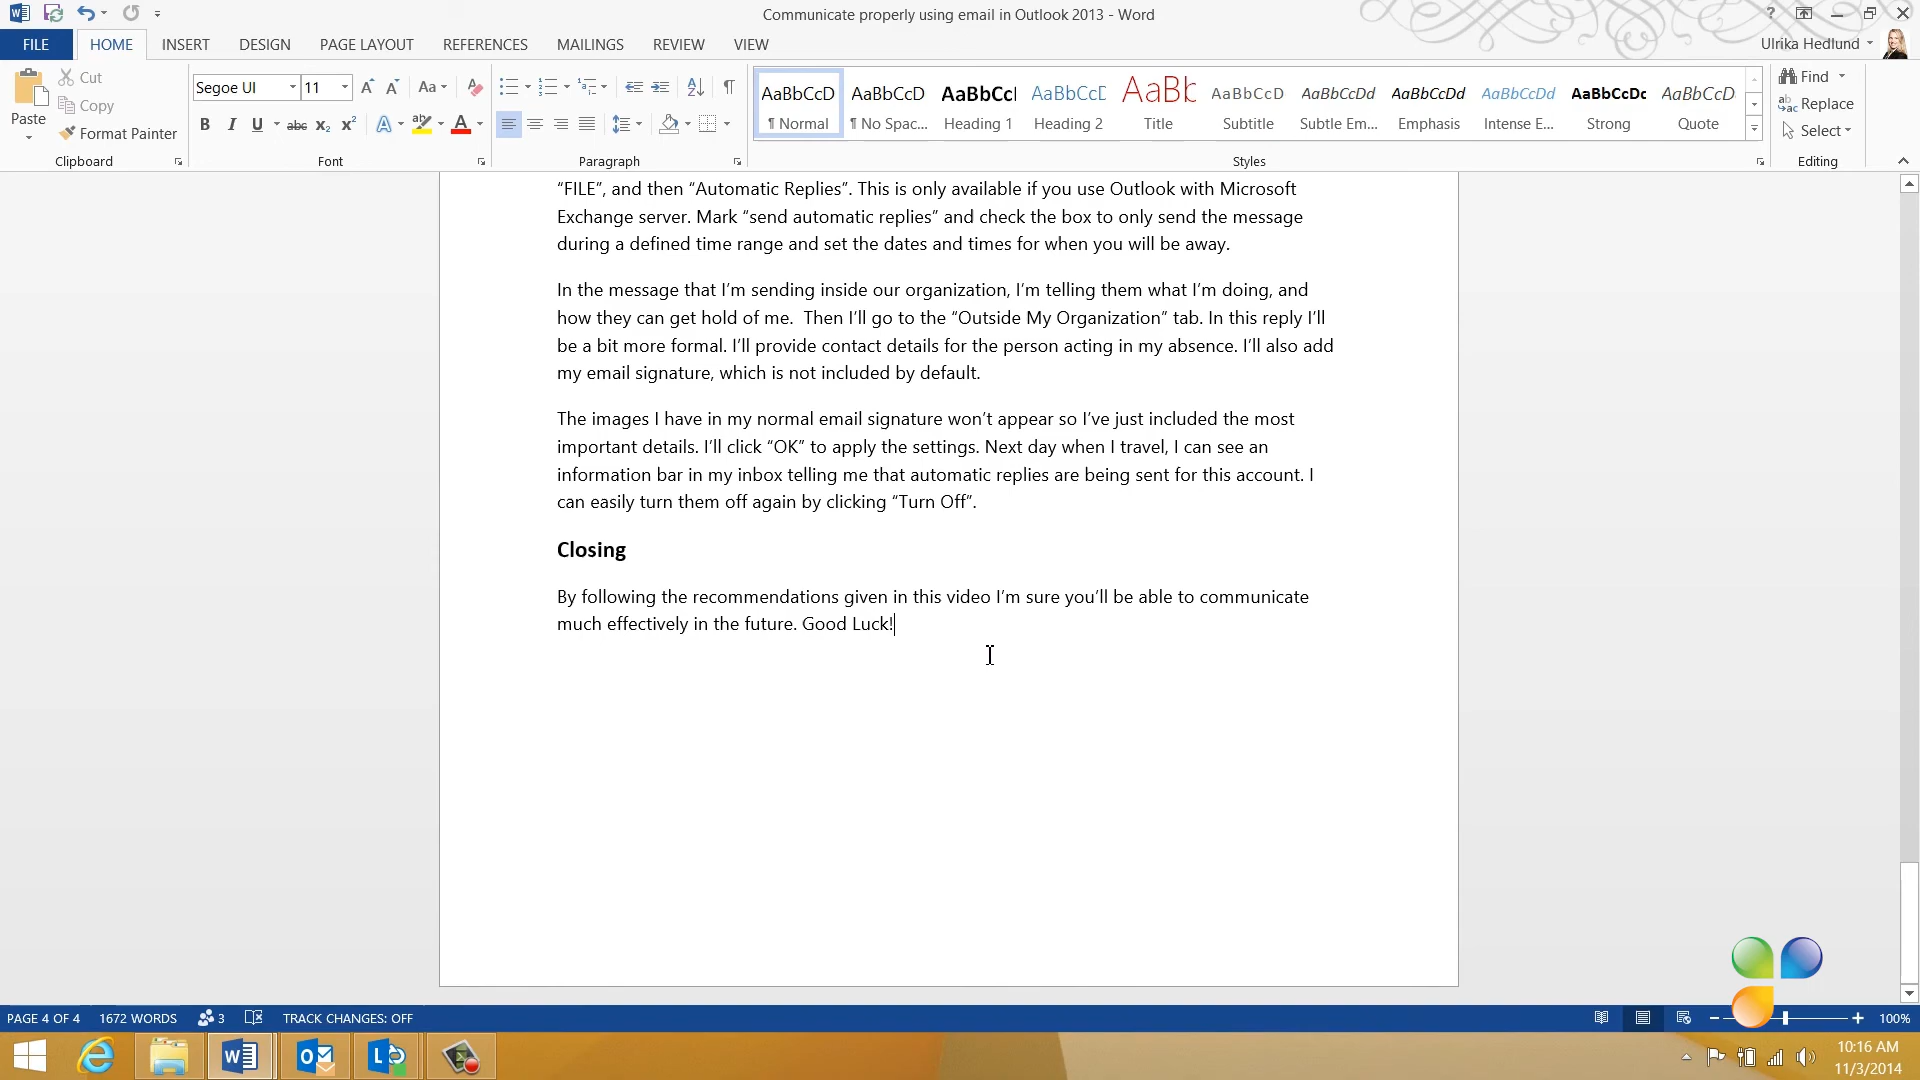 Communicate properly using email in Outlook 2013 - Word
FILE HOME INSERT DESIGN PAGE LAYOUT REFERENCES MAILINGS REVIEW VIEW
Ulrika Hedlund
Paste
Cut
Copy
Format Painter
Clipboard
Segoe UI 11
Font
Paragraph
AaBbCcD AaBbCcD AaBbCcI AaBbCcD AaBb AaBbCcD AaBbCcDd AaBbCcDd AaBbCcDd AaBbCcDc AaBbCcD
¶ Normal ¶ No Spac... Heading 1 Heading 2 Title Subtitle Subtle Em... Emphasis Intense E... Strong Quote
Styles
Find
Replace
Select
Editing
“FILE”, and then “Automatic Replies”. This is only available if you use Outlook with Microsoft
Exchange server. Mark “send automatic replies” and check the box to only send the message
during a defined time range and set the dates and times for when you will be away.
In the message that I’m sending inside our organization, I’m telling them what I’m doing, and
how they can get hold of me.  Then I’ll go to the “Outside My Organization” tab. In this reply I’ll
be a bit more formal. I’ll provide contact details for the person acting in my absence. I’ll also add
my email signature, which is not included by default.
The images I have in my normal email signature won’t appear so I’ve just included the most
important details. I’ll click “OK” to apply the settings. Next day when I travel, I can see an
information bar in my inbox telling me that automatic replies are being sent for this account. I
can easily turn them off again by clicking “Turn Off”.
Closing
By following the recommendations given in this video I’m sure you’ll be able to communicate
much effectively in the future. Good Luck!
PAGE 4 OF 4 1672 WORDS 3 TRACK CHANGES: OFF
100%
10:16 AM
11/3/2014